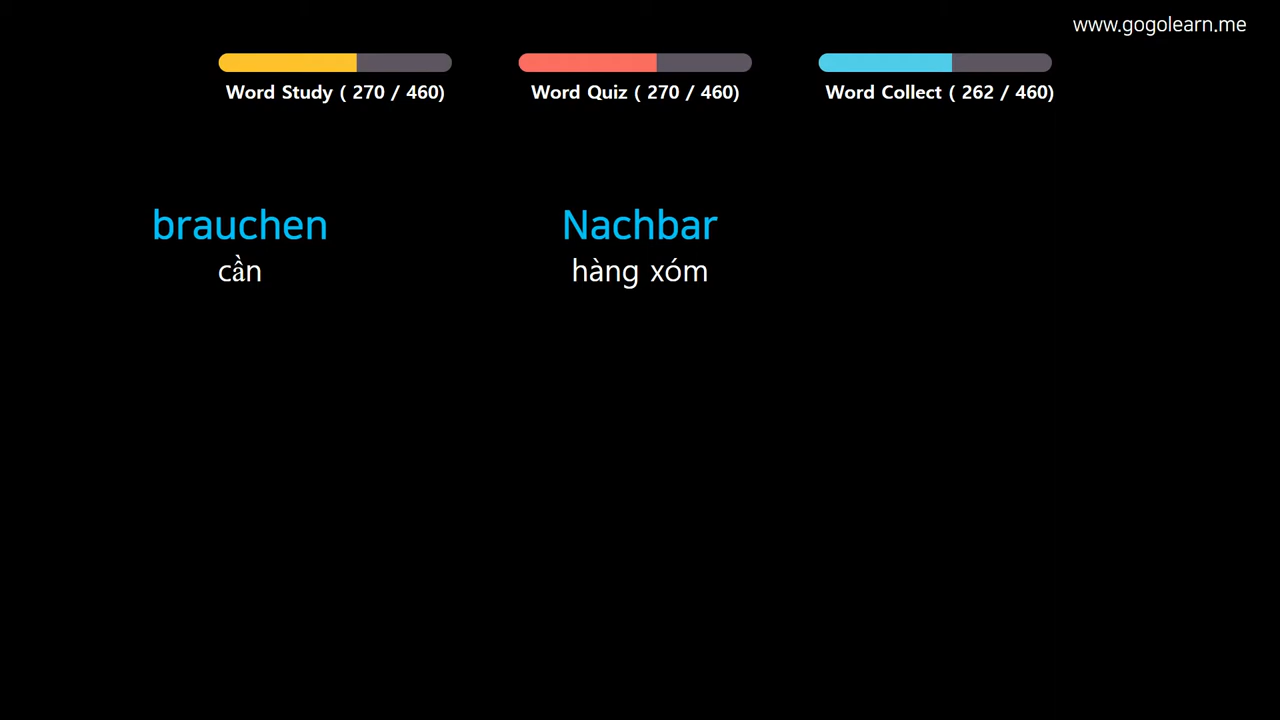 www.gogolearn.me
Word Study ( 270 / 460)
Word Quiz ( 270 / 460)
Word Collect ( 262 / 460)
brauchen
cần
Nachbar
hàng xóm